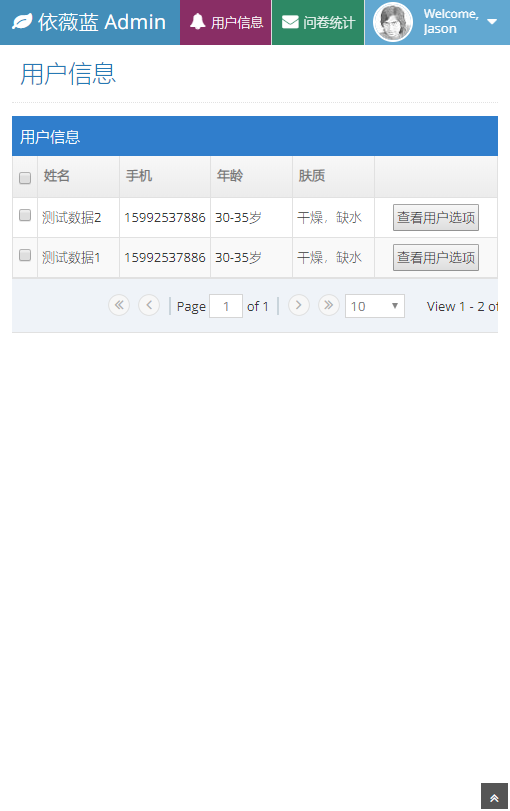 依薇蓝 Admin
用户信息
问卷统计
Welcome,
Jason
用户信息
用户信息
姓名 手机 年龄 肤质
测试数据2 15992537886 30-35岁 干燥，缺水 查看用户选项
测试数据1 15992537886 30-35岁 干燥，缺水 查看用户选项
Page 1 of 1 10 View 1 - 2 of